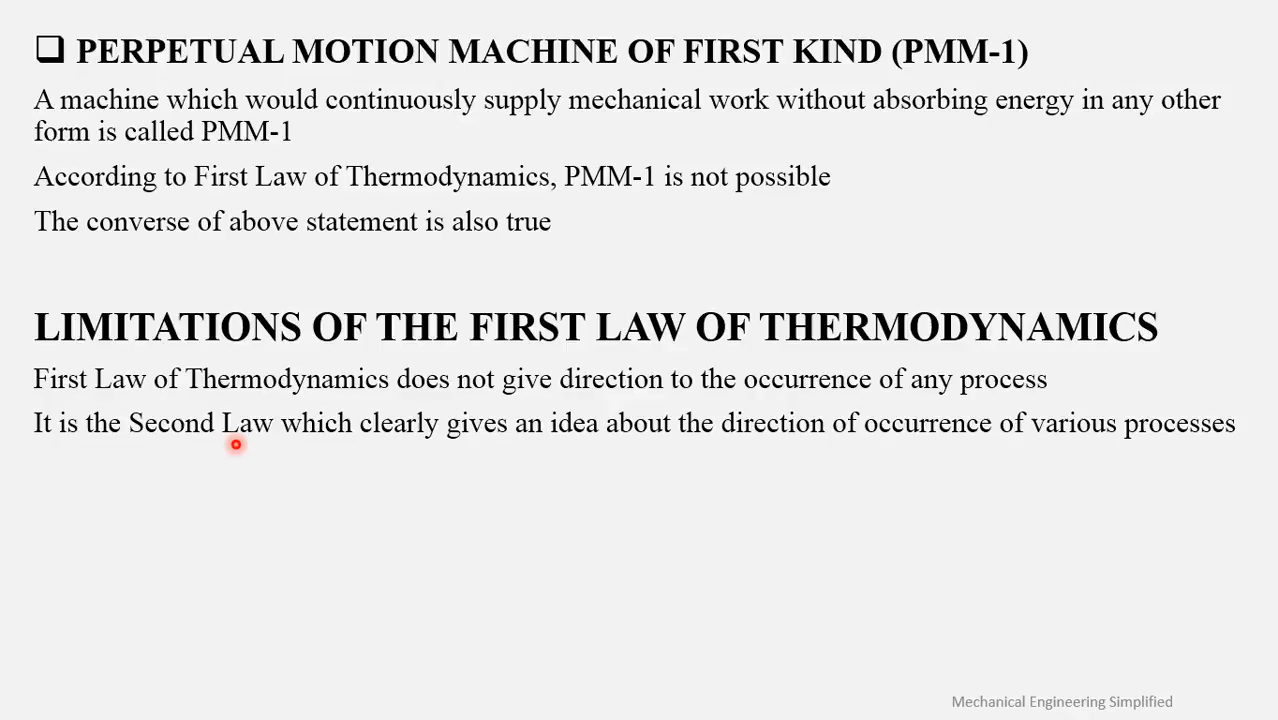 ❑ PERPETUAL MOTION MACHINE OF FIRST KIND (PMM-1)
A machine which would continuously supply mechanical work without absorbing energy in any other
form is called PMM-1
According to First Law of Thermodynamics, PMM-1 is not possible
The converse of above statement is also true
LIMITATIONS OF THE FIRST LAW OF THERMODYNAMICS
First Law of Thermodynamics does not give direction to the occurrence of any process
It is the Second Law which clearly gives an idea about the direction of occurrence of various processes
Mechanical Engineering Simplified